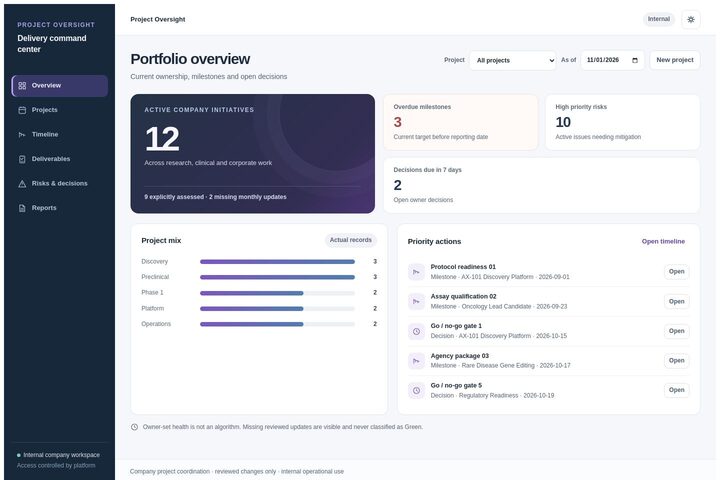 PROJECT OVERSIGHT
Delivery command
center
Overview
Projects
Timeline
Deliverables
Risks & decisions
Reports
Internal company workspace
Access controlled by platform
Project Oversight
Internal
Portfolio overview
Current ownership, milestones and open decisions
Project
All projects
As of
11/01/2026
New project
ACTIVE COMPANY INITIATIVES
12
Across research, clinical and corporate work
9 explicitly assessed · 2 missing monthly updates
Overdue milestones
3
Current target before reporting date
High priority risks
10
Active issues needing mitigation
Decisions due in 7 days
2
Open owner decisions
Project mix
Actual records
Discovery 3
Preclinical 3
Phase 1 2
Platform 2
Operations 2
Priority actions
Open timeline
Protocol readiness 01
Milestone · AX-101 Discovery Platform · 2026-09-01
Open
Assay qualification 02
Milestone · Oncology Lead Candidate · 2026-09-23
Open
Go / no-go gate 1
Decision · AX-101 Discovery Platform · 2026-10-15
Open
Agency package 03
Milestone · Rare Disease Gene Editing · 2026-10-17
Open
Go / no-go gate 5
Decision · Regulatory Readiness · 2026-10-19
Open
Owner-set health is not an algorithm. Missing reviewed updates are visible and never classified as Green.
Company project coordination · reviewed changes only · internal operational use